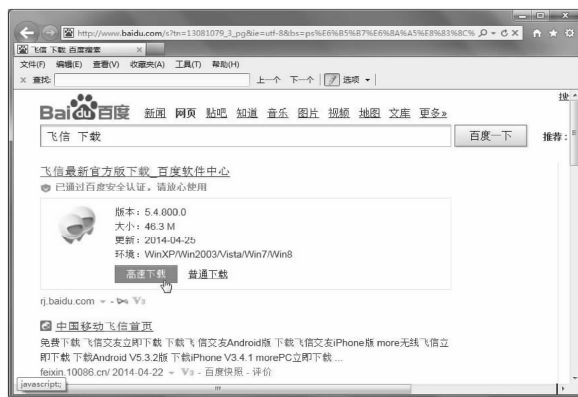 http://www.baidu.com/s?tn=13081079_3_pg&ie=utf-8&bs=ps%E6%B5%B7%E6%8A%A5%E8%83%8C%
飞信 下载_百度搜索
文件(F) 编辑(E) 查看(V) 收藏夹(A) 工具(T) 帮助(H)
查找: 上一个 下一个 选项
搜
Bai du 百度 新闻 网页 贴吧 知道 音乐 图片 视频 地图 文库 更多»
飞信 下载 百度一下 推荐:
飞信最新官方版下载_百度软件中心
已通过百度安全认证，请放心使用
版本：5.4.800.0
大小：46.3 M
更新：2014-04-25
环境：WinXP/Win2003/Vista/Win7/Win8
高速下载 普通下载
rj.baidu.com - V3
中国移动飞信首页
免费下载 飞信交友立即下载 下载飞信交友Android版 下载飞信交友iPhone版 more无线飞信立
即下载 下载Android V5.3.2版 下载iPhone V3.4.1 morePC立即下载 ...
feixin.10086.cn/ 2014-04-22 V3 - 百度快照 - 评价
javascript:;